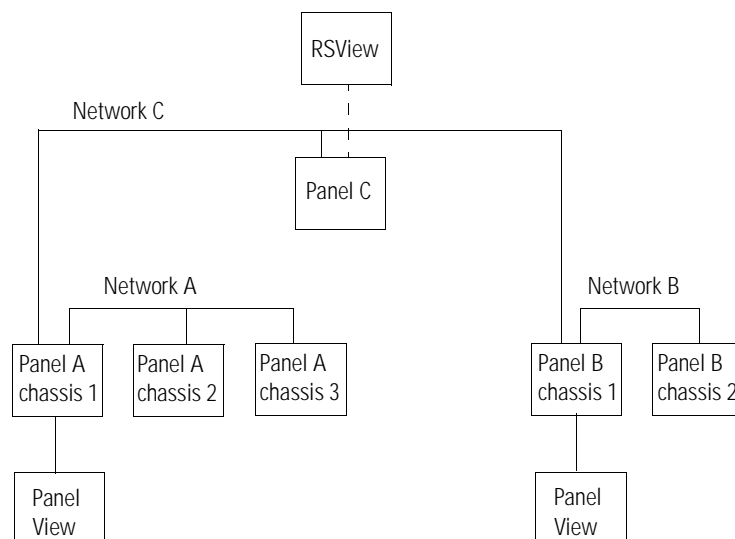 RSView
Network C
Panel C
Network A
Network B
Panel A
chassis 1
Panel A
chassis 2
Panel A
chassis 3
Panel B
chassis 1
Panel B
chassis 2
Panel
View
Panel
View